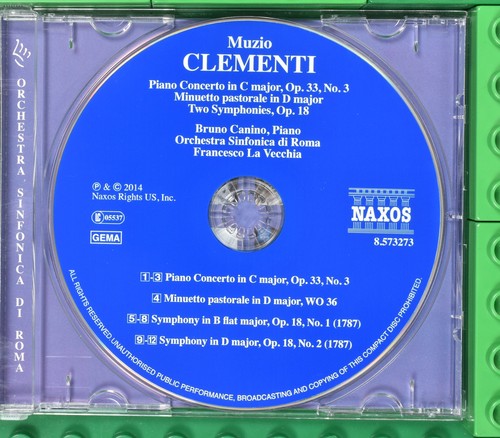 Muzio
CLEMENTI
Piano Concerto in C major, Op. 33, No. 3
Minuetto pastorale in D major
Two Symphonies, Op. 18
Bruno Canino, Piano
Orchestra Sinfonica di Roma
Francesco La Vecchia
℗ & © 2014
Naxos Rights US, Inc.
LC 05537
GEMA
NAXOS
8.573273
1-3 Piano Concerto in C major, Op. 33, No. 3
4 Minuetto pastorale in D major, WO 36
5-8 Symphony in B flat major, Op. 18, No. 1 (1787)
9-12 Symphony in D major, Op. 18, No. 2 (1787)
ALL RIGHTS RESERVED. UNAUTHORISED PUBLIC PERFORMANCE, BROADCASTING AND COPYING OF THIS COMPACT DISC PROHIBITED.
ORCHESTRA SINFONICA DI ROMA